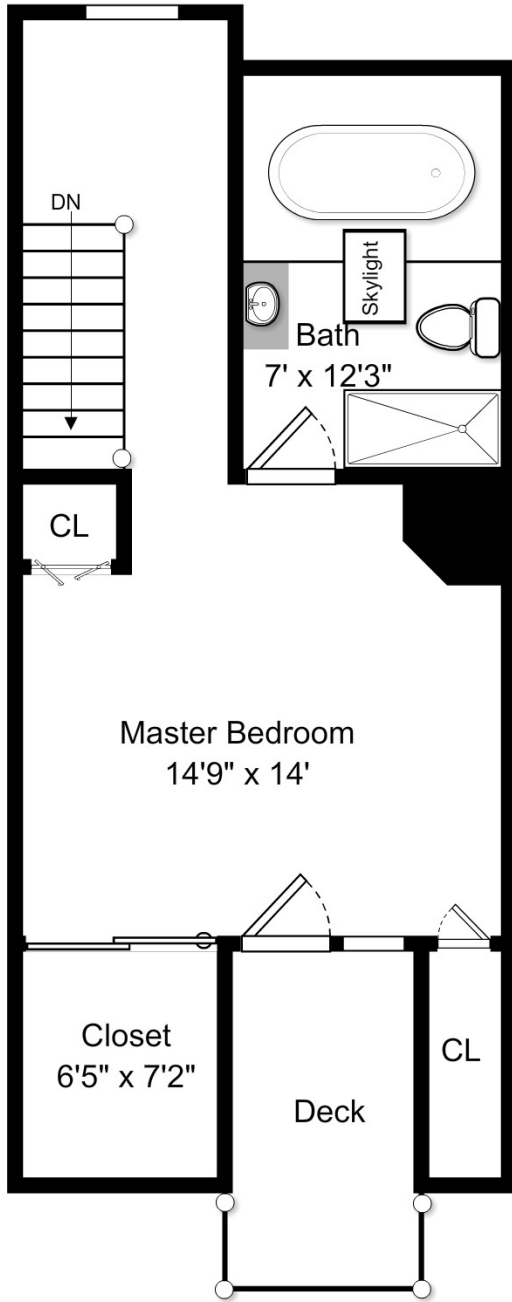 DN
Skylight
Bath
7' x 12'3"
CL
Master Bedroom
14'9" x 14'
Closet
6'5" x 7'2"
CL
Deck